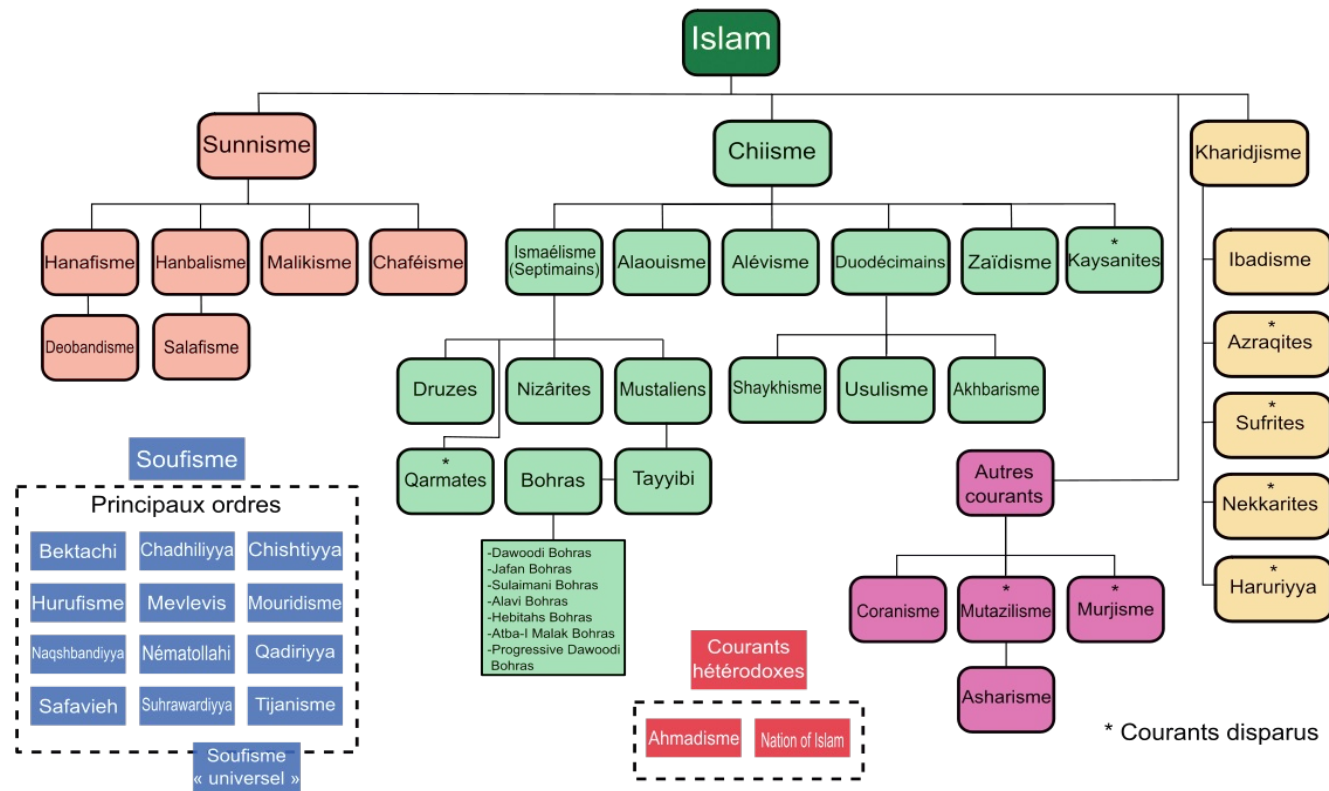 Islam
Sunnisme
Chiisme
Kharidjisme
Hanafisme
Hanbalisme
Malikisme
Chaféisme
Ismaélisme
(Septimains)
Alaouisme
Alévisme
Duodécimains
Zaïdisme
*
Kaysanites
Ibadisme
Deobandisme
Salafisme
*
Azraqites
Druzes
Nizârites
Mustaliens
Shaykhisme
Usulisme
Akhbarisme
*
Sufrites
*
Qarmates
Bohras
Tayyibi
Autres
courants
*
Nekkarites
-Dawoodi Bohras
-Jafan Bohras
-Sulaimani Bohras
-Alavi Bohras
-Hebitahs Bohras
-Atba-I Malak Bohras
-Progressive Dawoodi
Bohras
Coranisme
*
Mutazilisme
*
Murjisme
*
Haruriyya
Asharisme
Soufisme
Principaux ordres
Bektachi
Chadhiliyya
Chishtiyya
Hurufisme
Mevlevis
Mouridisme
Naqshbandiyya
Nématollahi
Qadiriyya
Safavieh
Suhrawardiyya
Tijanisme
Soufisme
« universel »
Courants
hétérodoxes
Ahmadisme
Nation of Islam
* Courants disparus